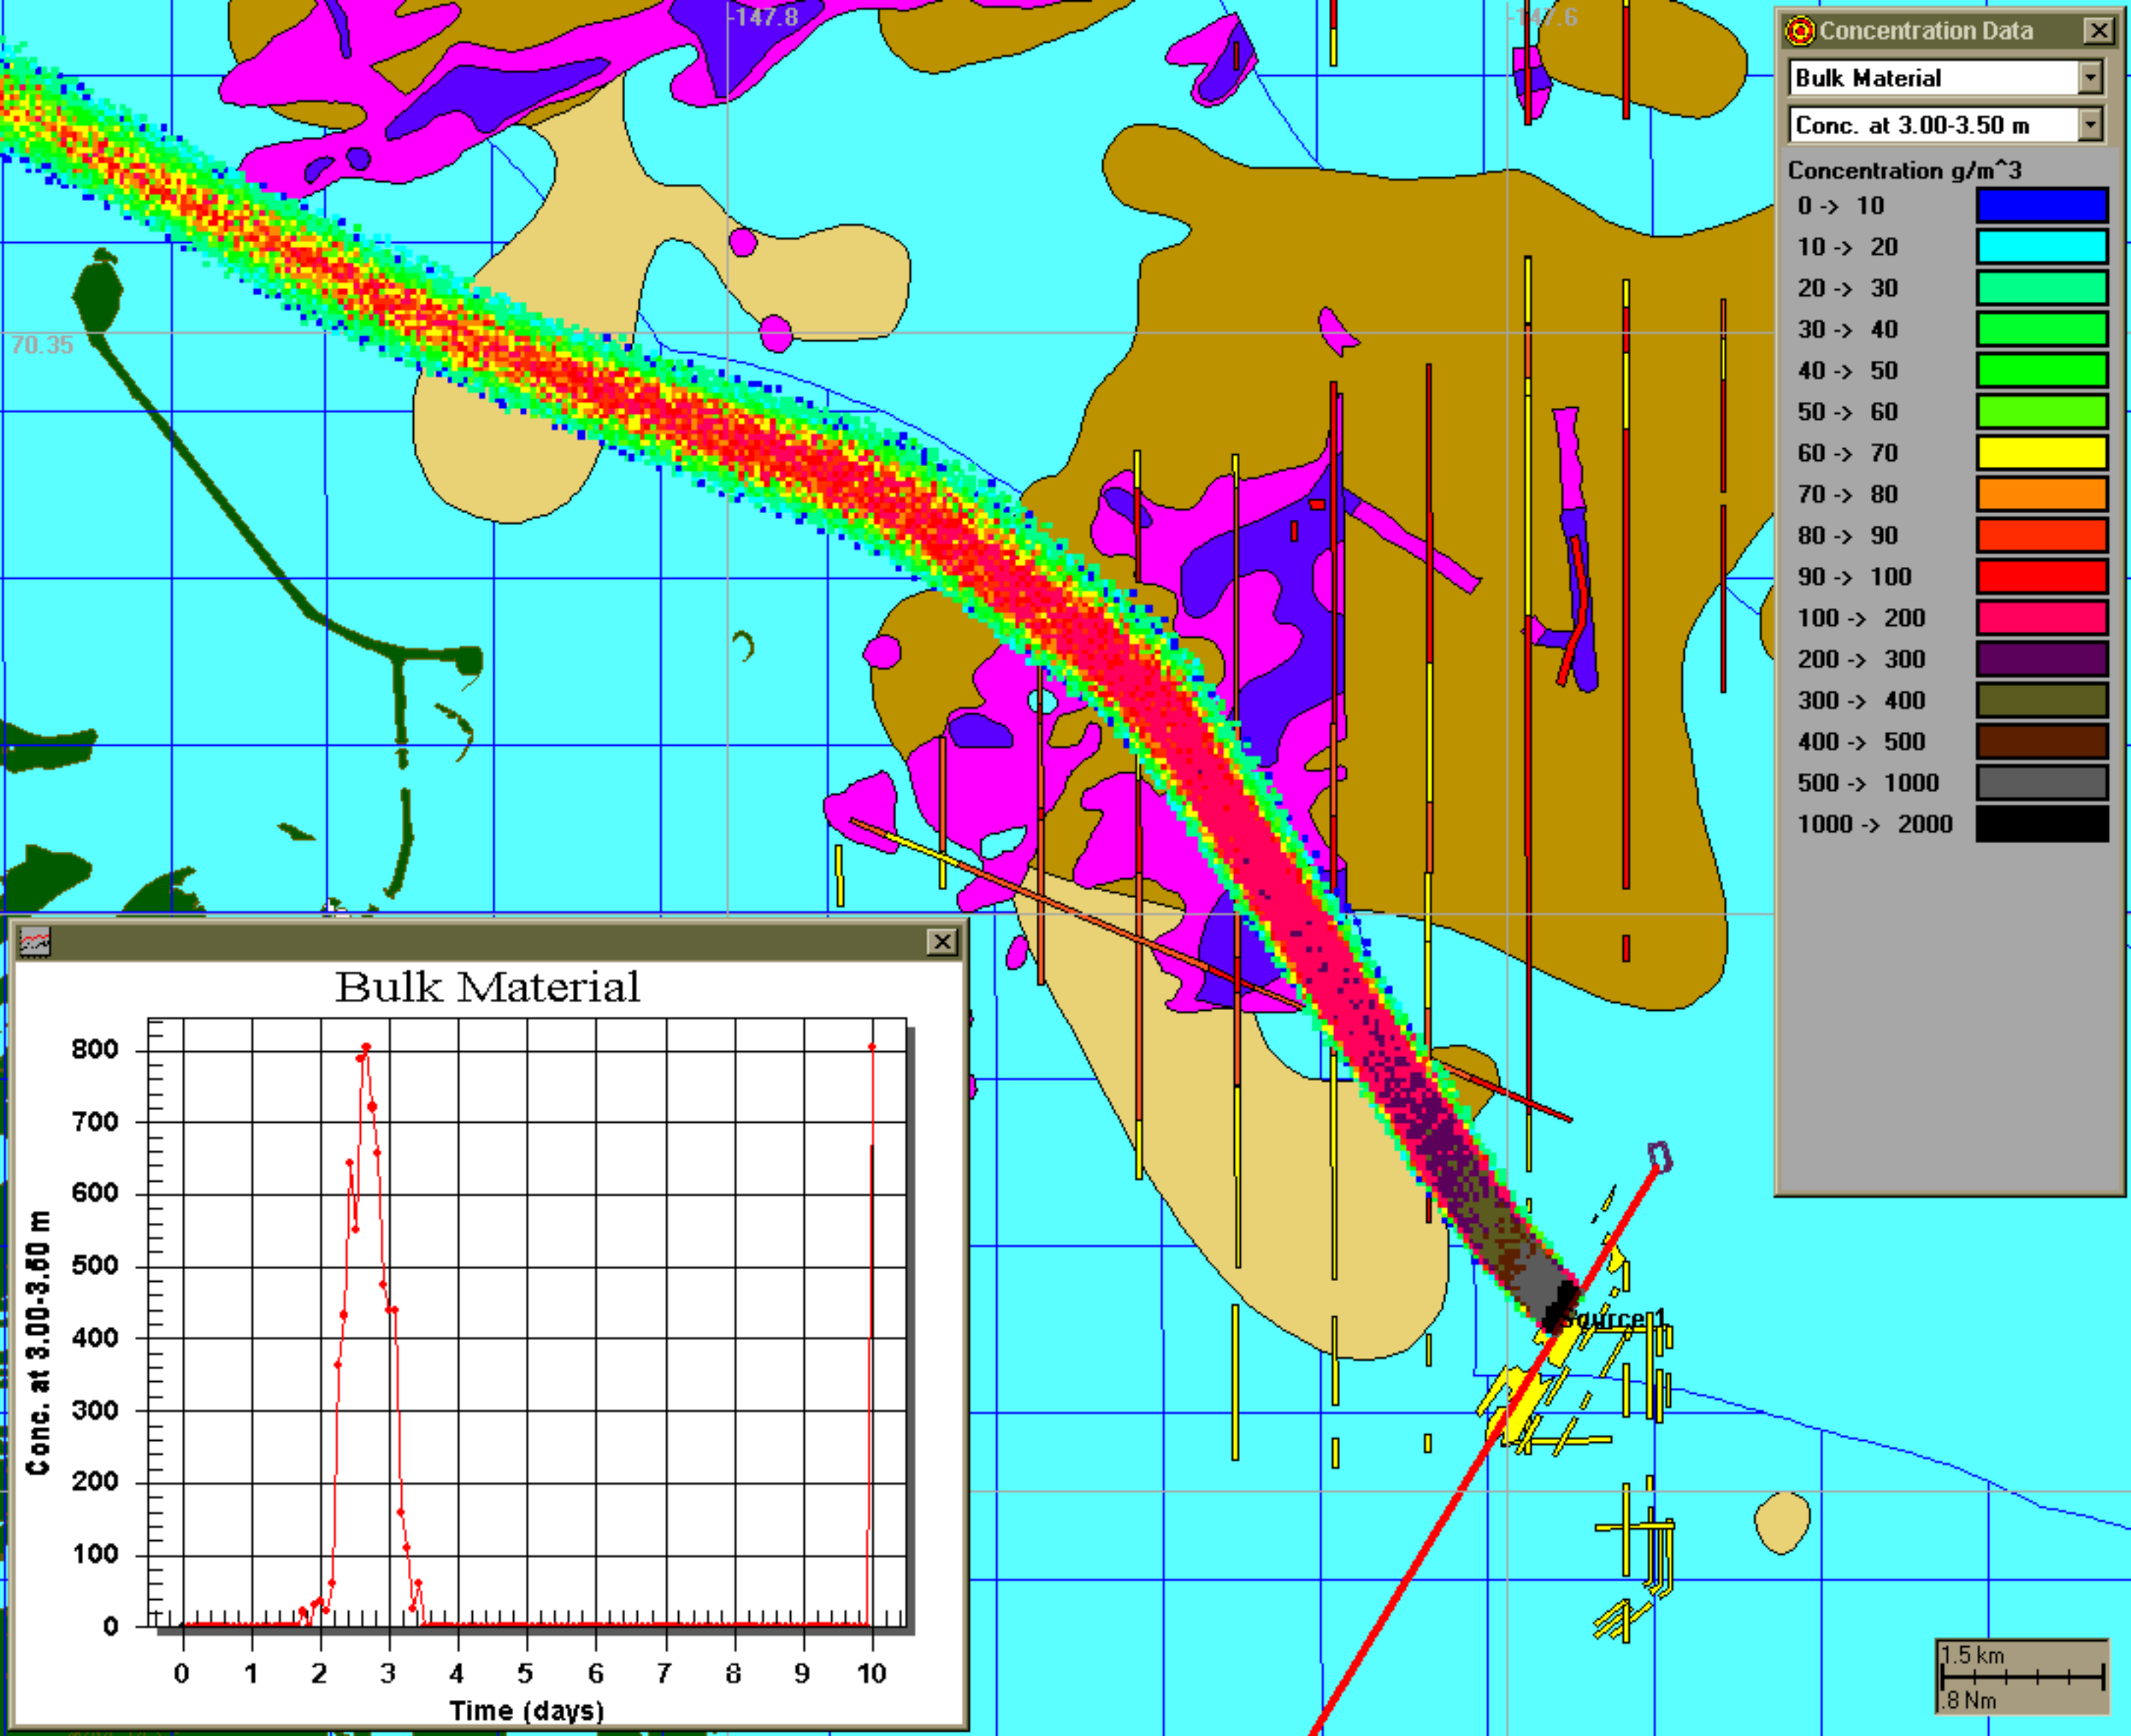 -147.8
-147.6
70.35
Concentration Data
Bulk Material
Conc. at 3.00-3.50 m
Concentration g/m^3
0 -> 10
10 -> 20
20 -> 30
30 -> 40
40 -> 50
50 -> 60
60 -> 70
70 -> 80
80 -> 90
90 -> 100
100 -> 200
200 -> 300
300 -> 400
400 -> 500
500 -> 1000
1000 -> 2000
Source 1
Bulk Material
Conc. at 3.00-3.50 m
800
700
600
500
400
300
200
100
0
0 1 2 3 4 5 6 7 8 9 10
Time (days)
1.5 km
.8 Nm